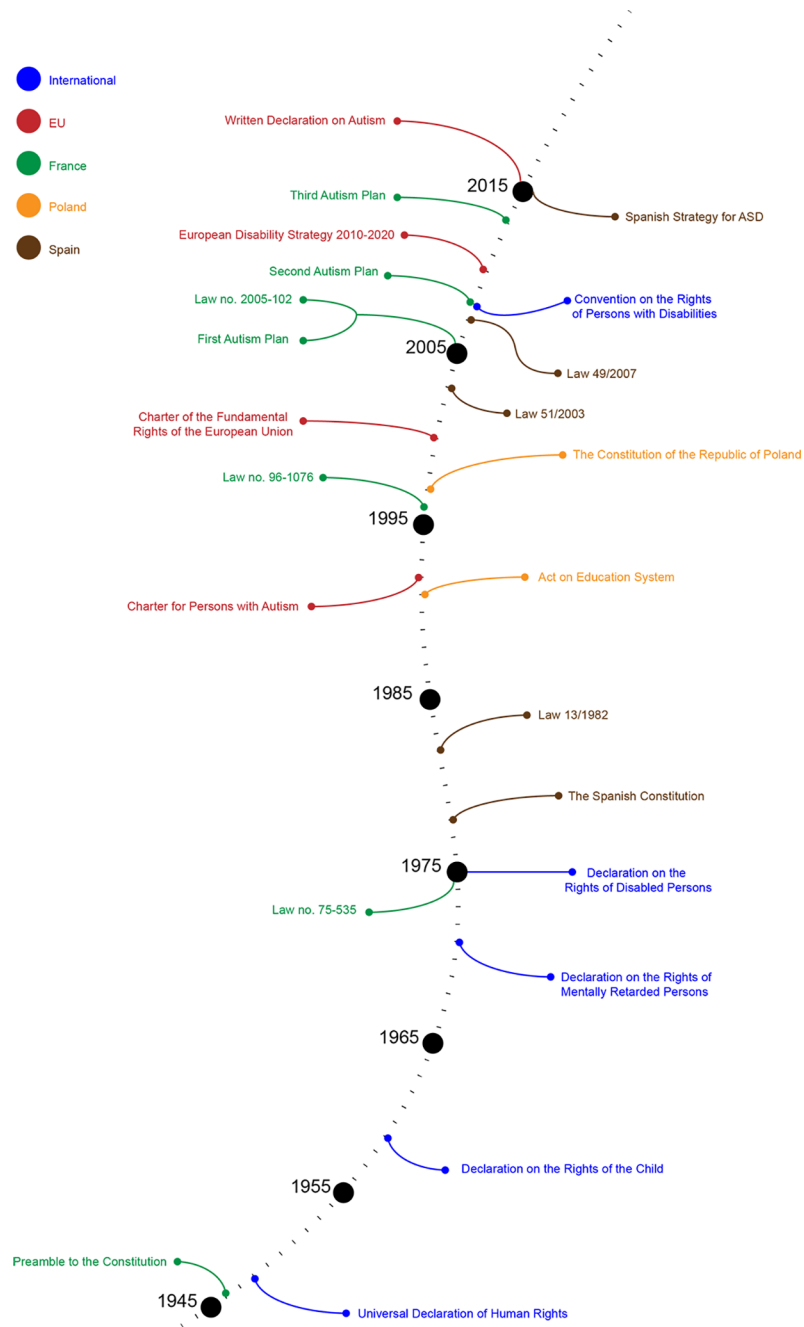 International
EU
France
Poland
Spain
Written Declaration on Autism
2015
Third Autism Plan
Spanish Strategy for ASD
European Disability Strategy 2010-2020
Second Autism Plan
Law no. 2005-102
Convention on the Rights
of Persons with Disabilities
First Autism Plan
2005
Law 49/2007
Law 51/2003
Charter of the Fundamental
Rights of the European Union
The Constitution of the Republic of Poland
Law no. 96-1076
1995
Act on Education System
Charter for Persons with Autism
1985
Law 13/1982
The Spanish Constitution
1975
Declaration on the
Rights of Disabled Persons
Law no. 75-535
Declaration on the Rights of
Mentally Retarded Persons
1965
Declaration on the Rights of the Child
1955
Preamble to the Constitution
1945
Universal Declaration of Human Rights